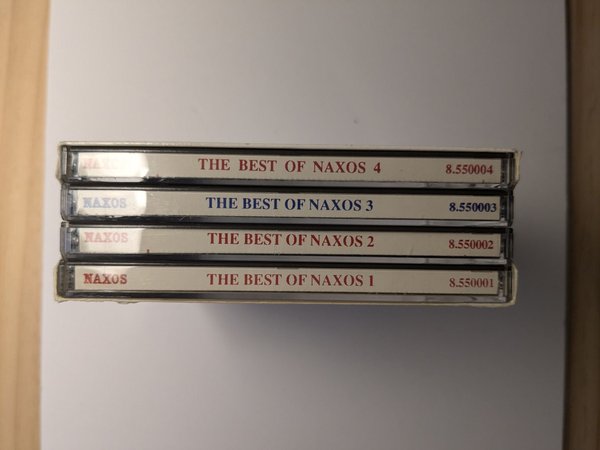 NAXOS THE BEST OF NAXOS 4 8.550004
NAXOS THE BEST OF NAXOS 3 8.550003
NAXOS THE BEST OF NAXOS 2 8.550002
NAXOS THE BEST OF NAXOS 1 8.550001